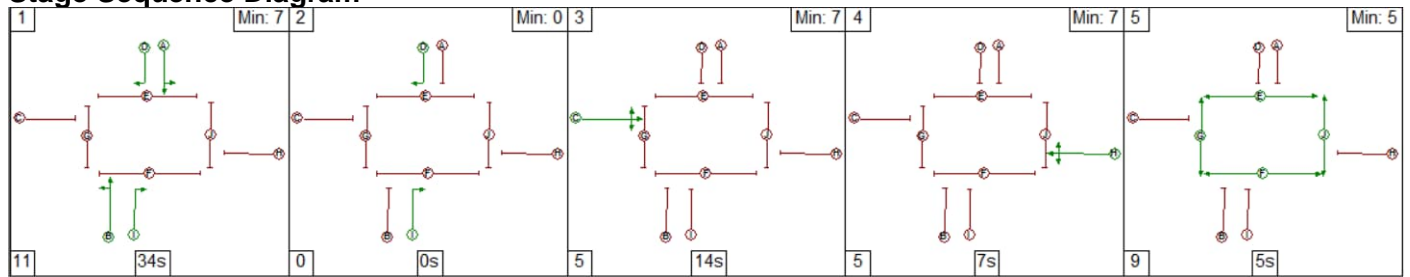 Stage Sequence Diagram
1 Min: 7 2 Min: 0 3 Min: 7 4 Min: 7 5 Min: 5
D A D A D A D A D A
E E E E E
C G J H C G J H C G J H C G J H C G J H
F F F F F
B I B I B I B I B I
11 34s 0 0s 5 14s 5 7s 9 5s